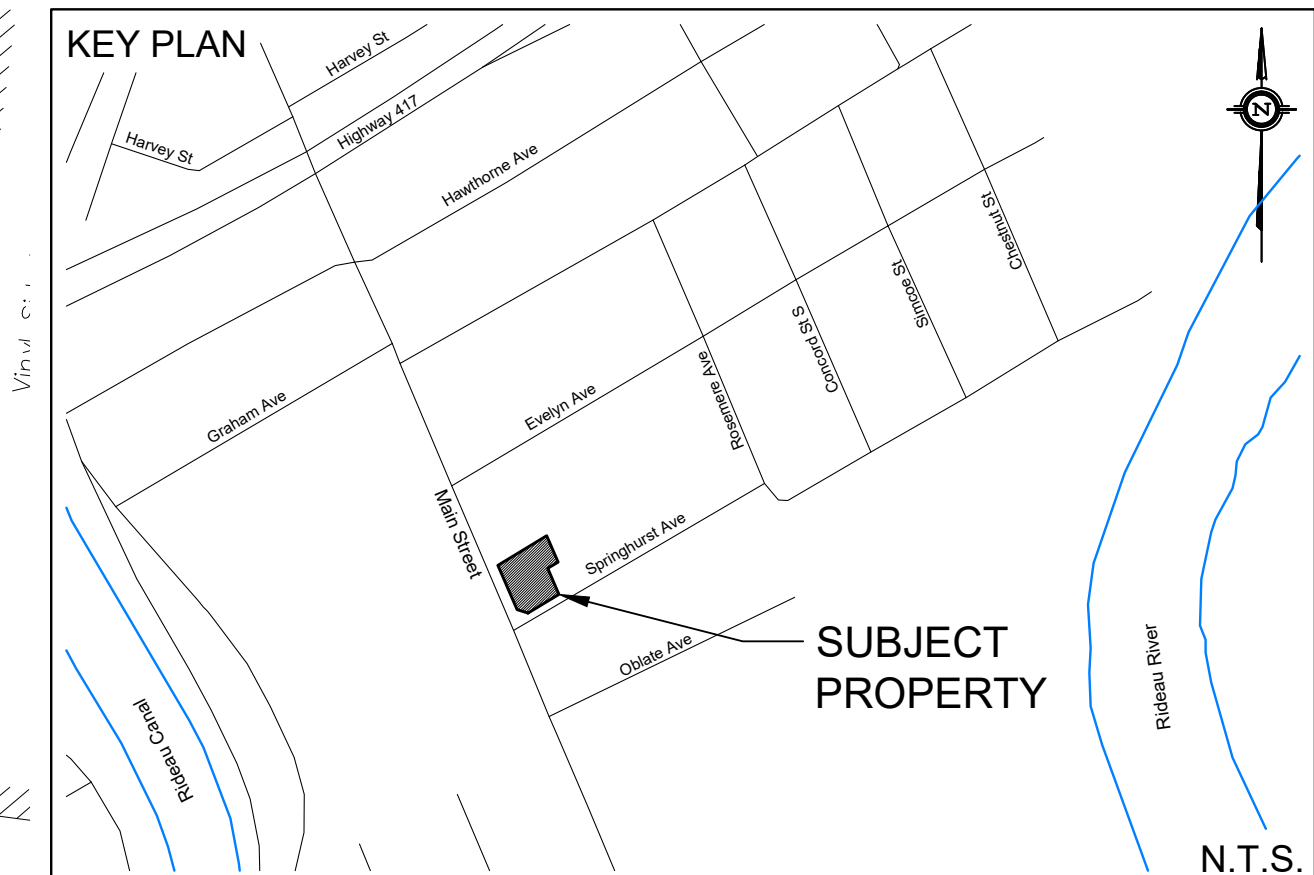 KEY PLAN
Harvey St
Harvey St
Highway 417
Hawthorne Ave
N
Chestnut St
Simcoe St
Concord St S
Rosemere Ave
Graham Ave
Evelyn Ave
Main Street
Springhurst Ave
Oblate Ave
SUBJECT
PROPERTY
Rideau River
Rideau Canal
N.T.S.
Vinyl